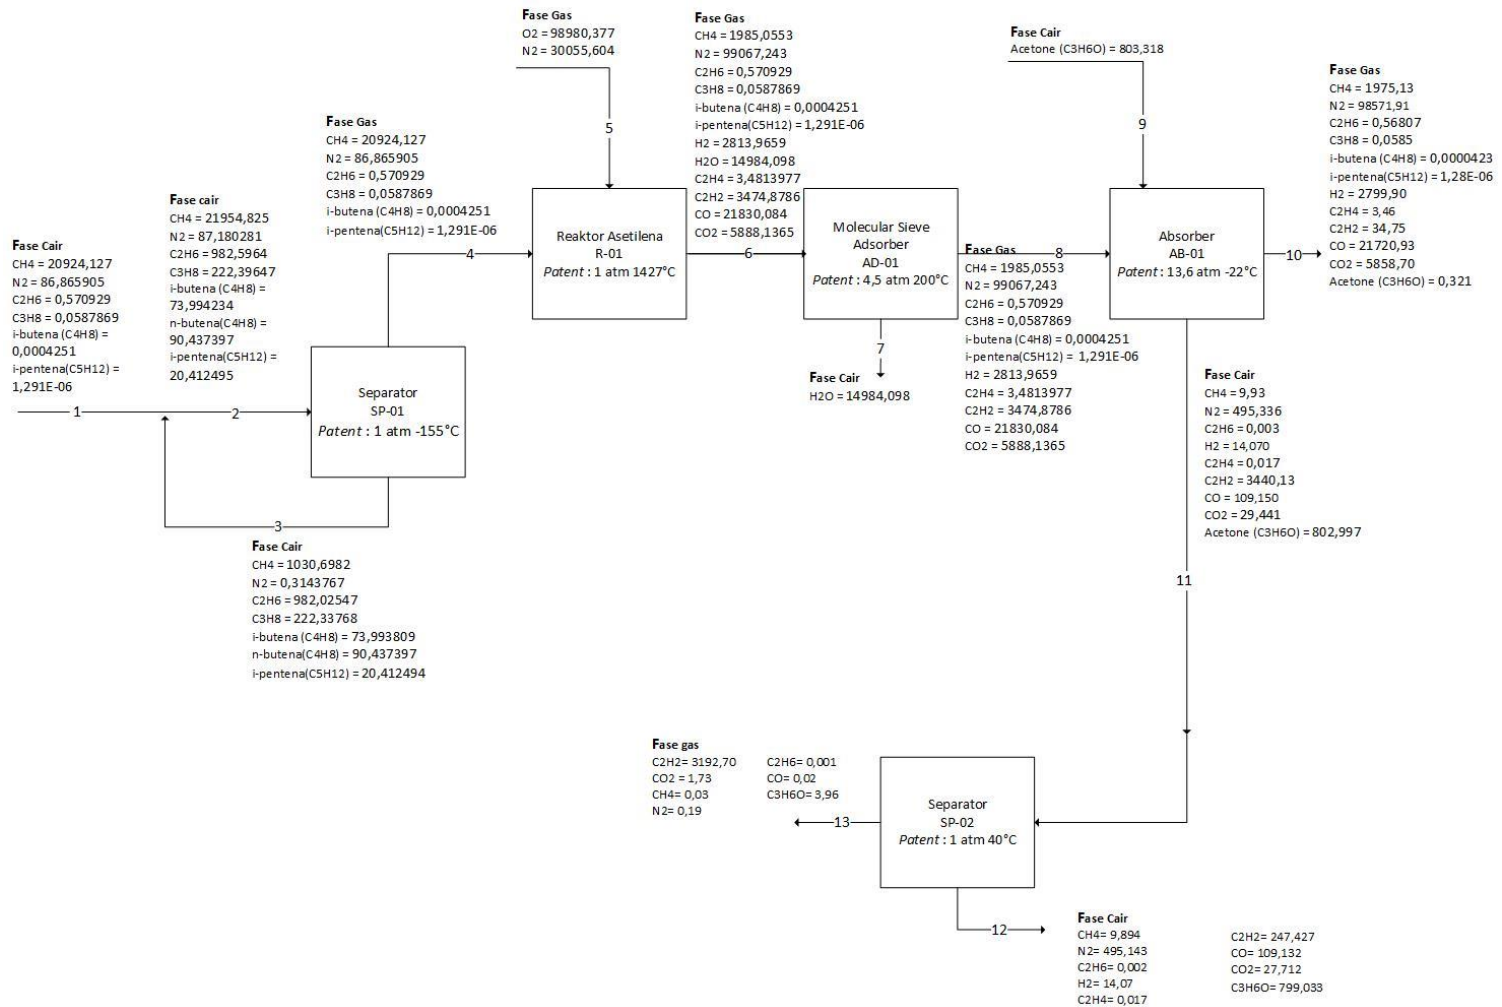 Fase Cair
CH4 = 20924,127
N2 = 86,865905
C2H6 = 0,570929
C3H8 = 0,0587869
i-butena (C4H8) =
0,0004251
i-pentena(C5H12) =
1,291E-06
1
Fase cair
CH4 = 21954,825
N2 = 87,180281
C2H6 = 982,5964
C3H8 = 222,39647
i-butena (C4H8) =
73,994234
n-butena(C4H8) =
90,437397
i-pentena(C5H12) =
20,412495
2
Separator
SP-01
Patent : 1 atm -155°C
3
Fase Cair
CH4 = 1030,6982
N2 = 0,3143767
C2H6 = 982,02547
C3H8 = 222,33768
i-butena (C4H8) = 73,993809
n-butena(C4H8) = 90,437397
i-pentena(C5H12) = 20,412494
Fase Gas
CH4 = 20924,127
N2 = 86,865905
C2H6 = 0,570929
C3H8 = 0,0587869
i-butena (C4H8) = 0,0004251
i-pentena(C5H12) = 1,291E-06
4
Fase Gas
O2 = 98980,377
N2 = 30055,604
5
Reaktor Asetilena
R-01
Patent : 1 atm 1427°C
Fase Gas
CH4 = 1985,0553
N2 = 99067,243
C2H6 = 0,570929
C3H8 = 0,0587869
i-butena (C4H8) = 0,0004251
i-pentena(C5H12) = 1,291E-06
H2 = 2813,9659
H2O = 14984,098
C2H4 = 3,4813977
C2H2 = 3474,8786
CO = 21830,084
CO2 = 5888,1365
6
Molecular Sieve
Adsorber
AD-01
Patent : 4,5 atm 200°C
7
Fase Cair
H2O = 14984,098
8
Fase Gas
CH4 = 1985,0553
N2 = 99067,243
C2H6 = 0,570929
C3H8 = 0,0587869
i-butena (C4H8) = 0,0004251
i-pentena(C5H12) = 1,291E-06
H2 = 2813,9659
C2H4 = 3,4813977
C2H2 = 3474,8786
CO = 21830,084
CO2 = 5888,1365
Fase Cair
Acetone (C3H6O) = 803,318
9
Absorber
AB-01
Patent : 13,6 atm -22°C
10
Fase Gas
CH4 = 1975,13
N2 = 98571,91
C2H6 = 0,56807
C3H8 = 0,0585
i-butena (C4H8) = 0,0000423
i-pentena(C5H12) = 1,28E-06
H2 = 2799,90
C2H4 = 3,46
C2H2 = 34,75
CO = 21720,93
CO2 = 5858,70
Acetone (C3H6O) = 0,321
Fase Cair
CH4 = 9,93
N2 = 495,336
C2H6 = 0,003
H2 = 14,070
C2H4 = 0,017
C2H2 = 3440,13
CO = 109,150
CO2 = 29,441
Acetone (C3H6O) = 802,997
11
Fase gas
C2H2= 3192,70
CO2 = 1,73
CH4= 0,03
N2= 0,19
C2H6= 0,001
CO= 0,02
C3H6O= 3,96
13
Separator
SP-02
Patent : 1 atm 40°C
12
Fase Cair
CH4= 9,894
N2= 495,143
C2H6= 0,002
H2= 14,07
C2H4= 0,017
C2H2= 247,427
CO= 109,132
CO2= 27,712
C3H6O= 799,033